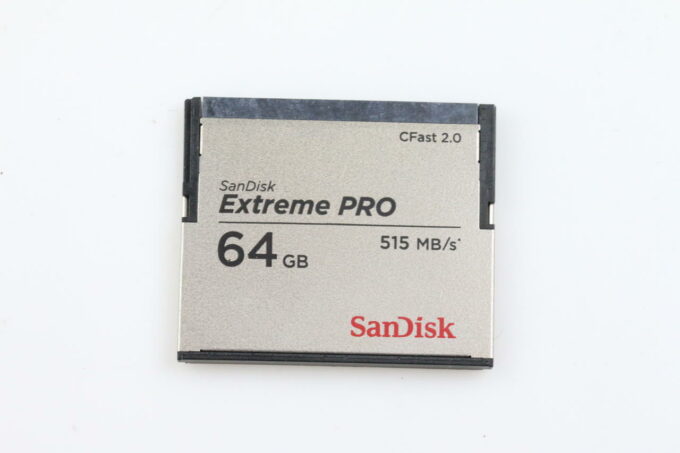 CFast 2.0
SanDisk
Extreme PRO
64 GB 515 MB/s*
SanDisk